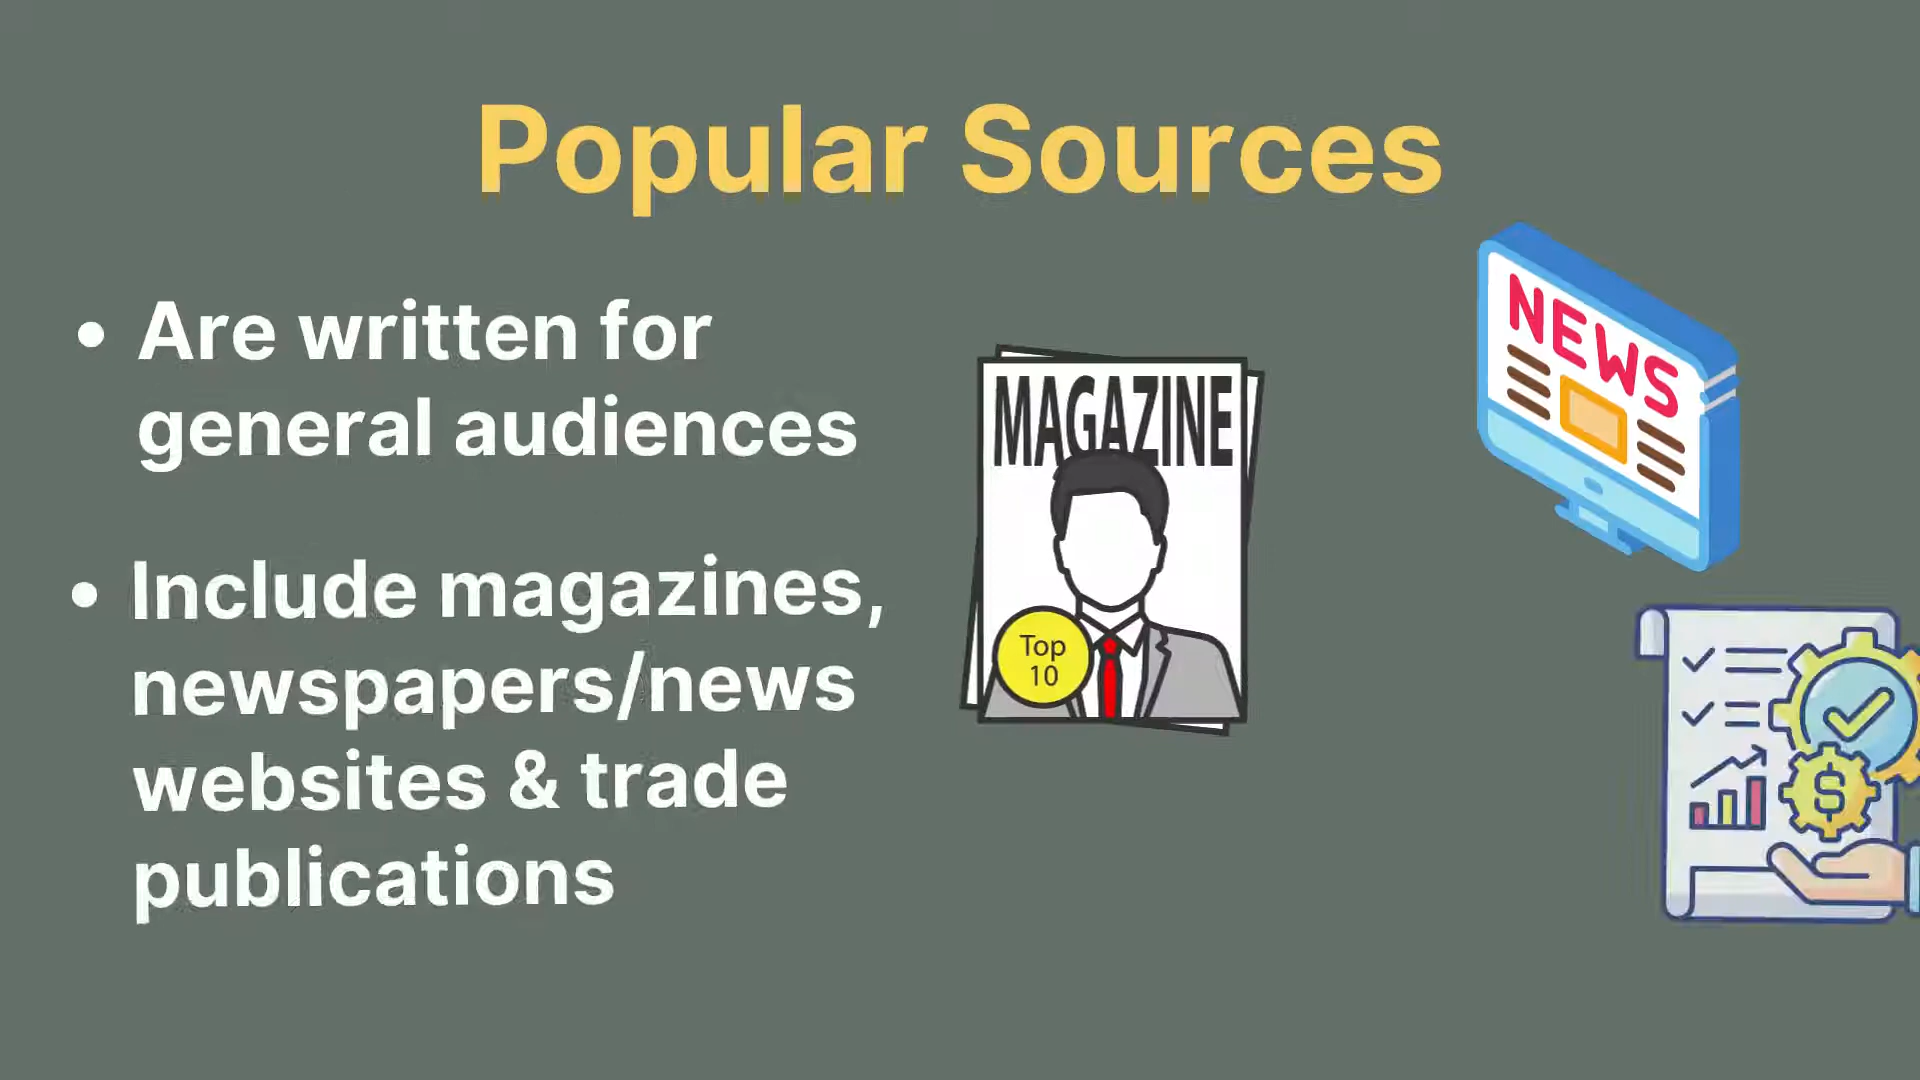 Popular Sources
• Are written for
general audiences
• Include magazines,
newspapers/news
websites & trade
publications
MAGAZINE
Top
10
NEWS
$